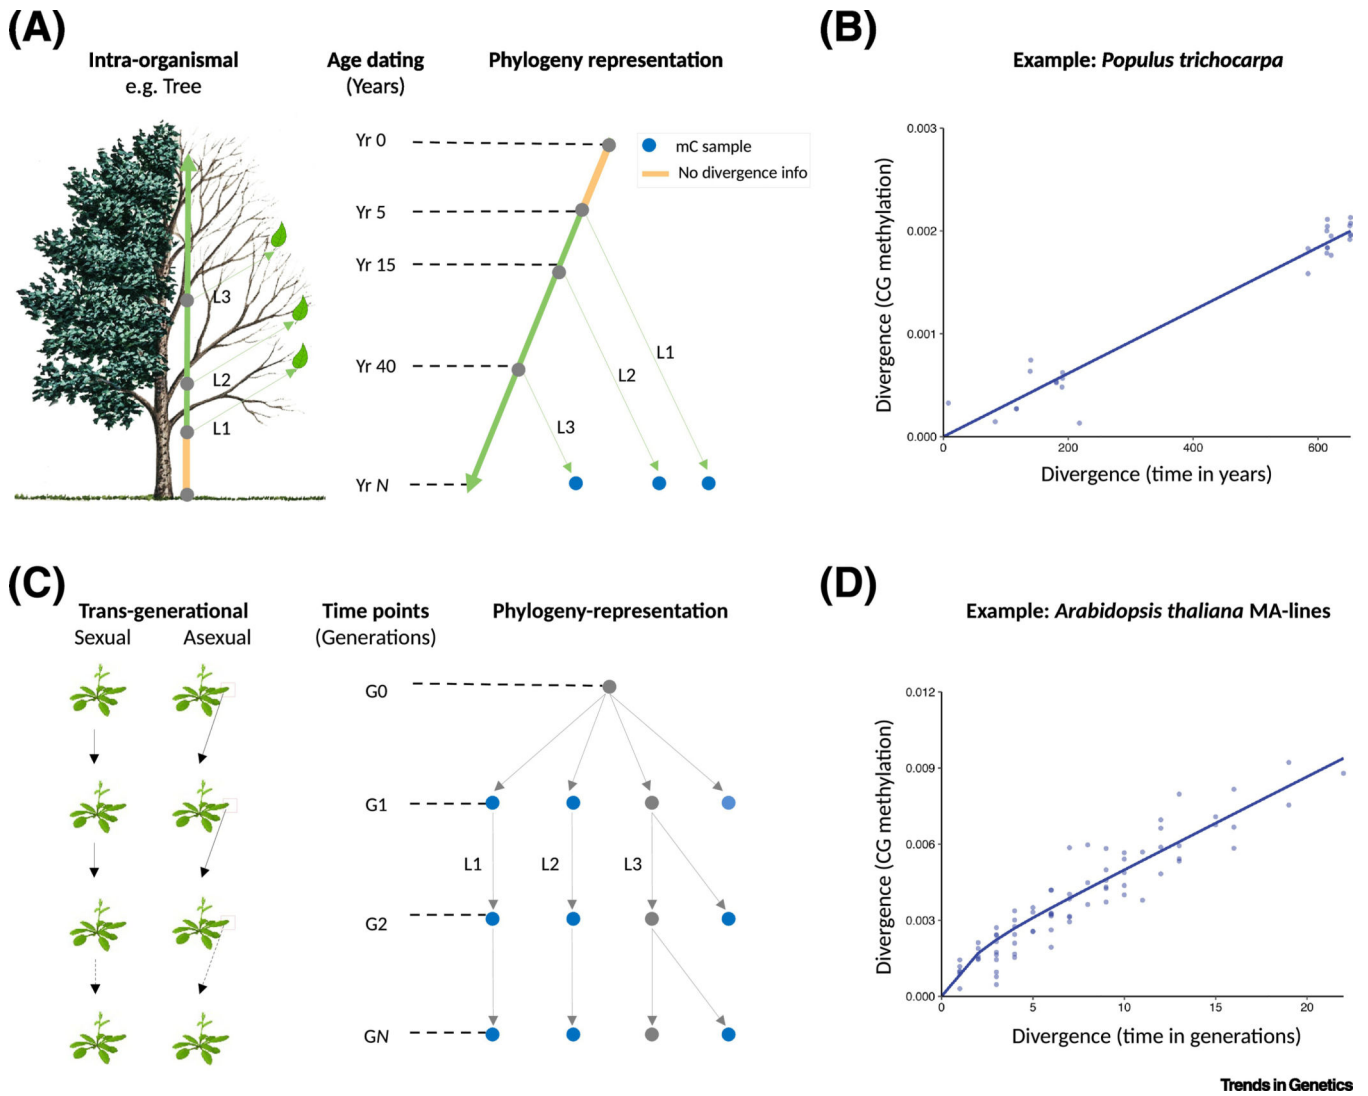 (A)
Intra-organismal
e.g. Tree
L3
L2
L1
Age dating
(Years)
Phylogeny representation
Yr 0
Yr 5
Yr 15
Yr 40
Yr N
mC sample
No divergence info
L1
L2
L3
(B)
Example: Populus trichocarpa
Divergence (CG methylation)
0.003
0.002
0.001
0.000
0
200
400
600
Divergence (time in years)
(C)
Trans-generational
Sexual
Asexual
Time points
(Generations)
Phylogeny-representation
G0
G1
L1
L2
L3
G2
GN
(D)
Example: Arabidopsis thaliana MA-lines
Divergence (CG methylation)
0.012
0.009
0.006
0.003
0.000
0
5
10
15
20
Divergence (time in generations)
Trends in Genetics